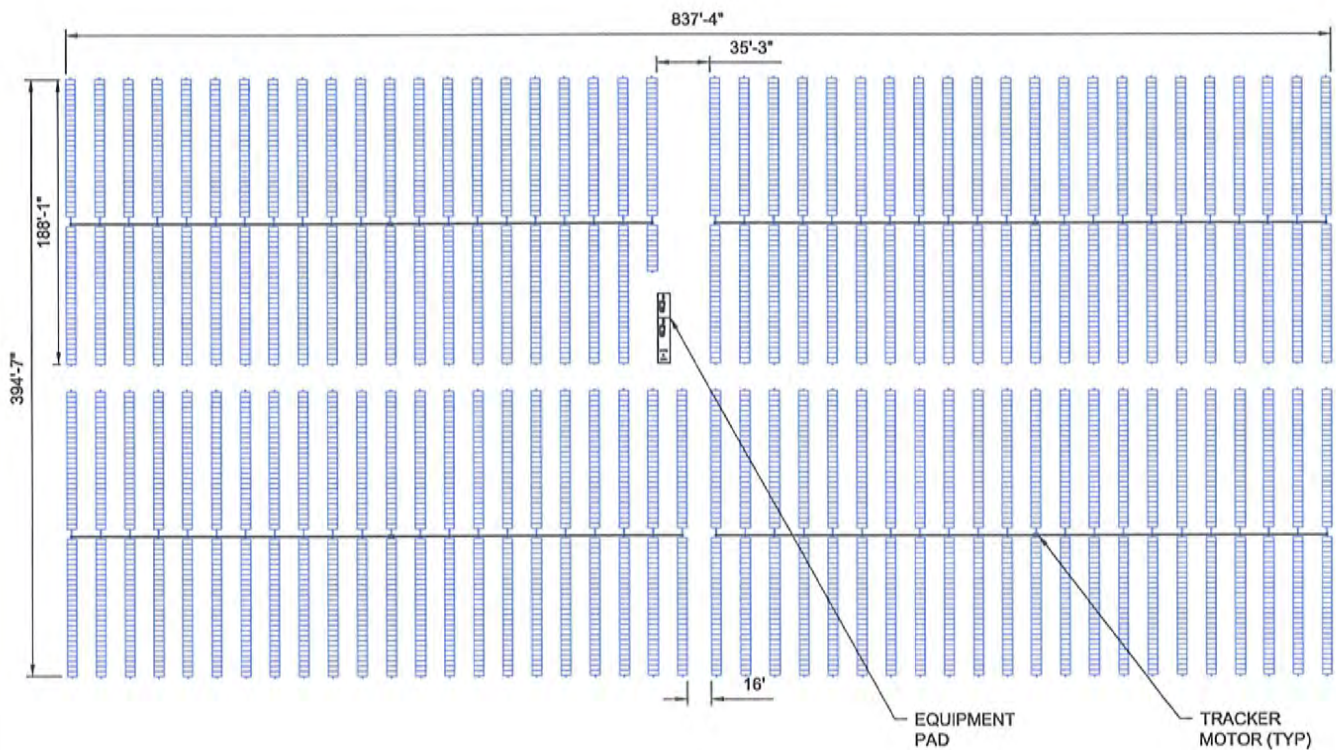 837'-4"
35'-3"
188'-1"
394'-7"
16'
EQUIPMENT
PAD
TRACKER
MOTOR (TYP)